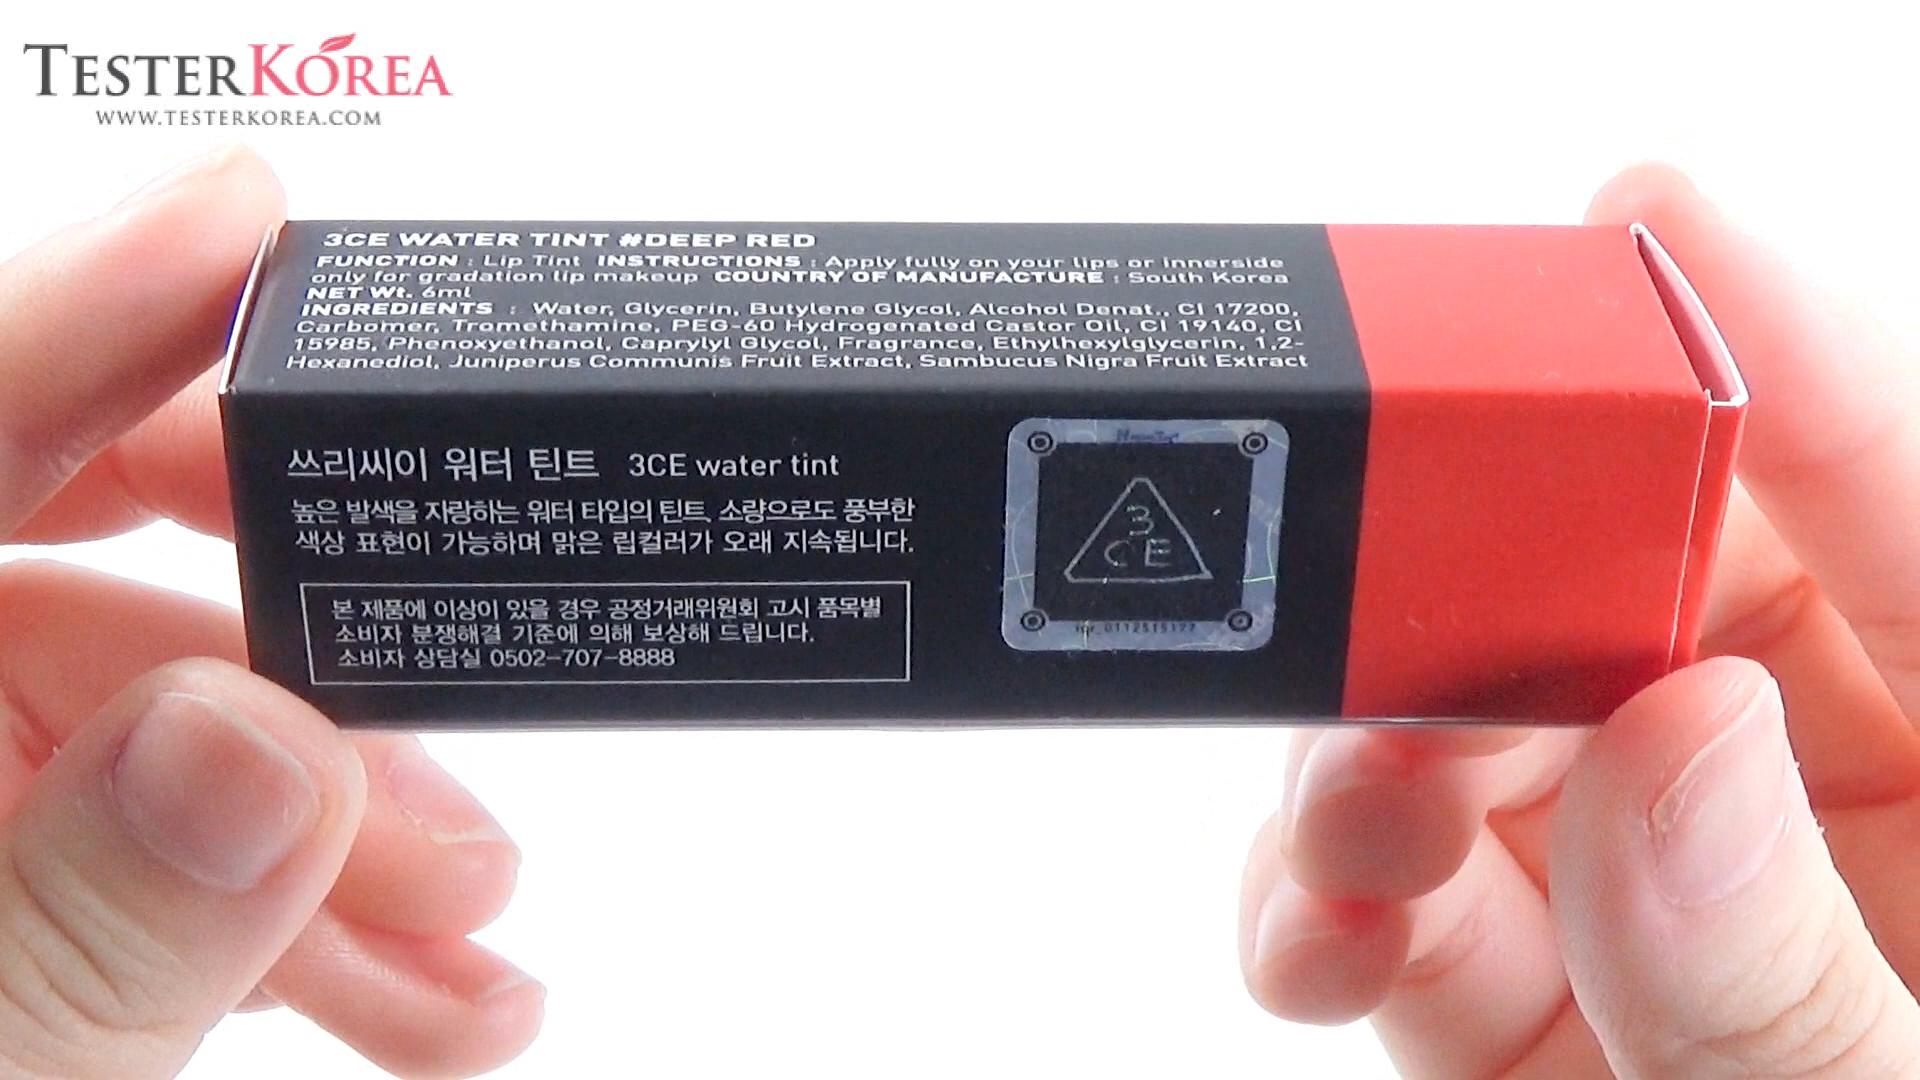 TESTERKOREA
WWW.TESTERKOREA.COM
3CE WATER TINT #DEEP RED
FUNCTION : Lip Tint INSTRUCTIONS : Apply fully on your lips or innerside
only for gradation lip makeup COUNTRY OF MANUFACTURE : South Korea
NET Wt. 6ml
INGREDIENTS : Water, Glycerin, Butylene Glycol, Alcohol Denat., CI 17200,
Carbomer, Tromethamine, PEG-60 Hydrogenated Castor Oil, CI 19140, CI
15985, Phenoxyethanol, Caprylyl Glycol, Fragrance, Ethylhexylglycerin, 1,2-
Hexanediol, Juniperus Communis Fruit Extract, Sambucus Nigra Fruit Extract
쓰리씨이 워터 틴트 3CE water tint
높은 발색을 자랑하는 워터 타입의 틴트. 소량으로도 풍부한
색상 표현이 가능하며 맑은 립컬러가 오래 지속됩니다.
본 제품에 이상이 있을 경우 공정거래위원회 고시 품목별
소비자 분쟁해결 기준에 의해 보상해 드립니다.
소비자 상담실 0502-707-8888
3
CE